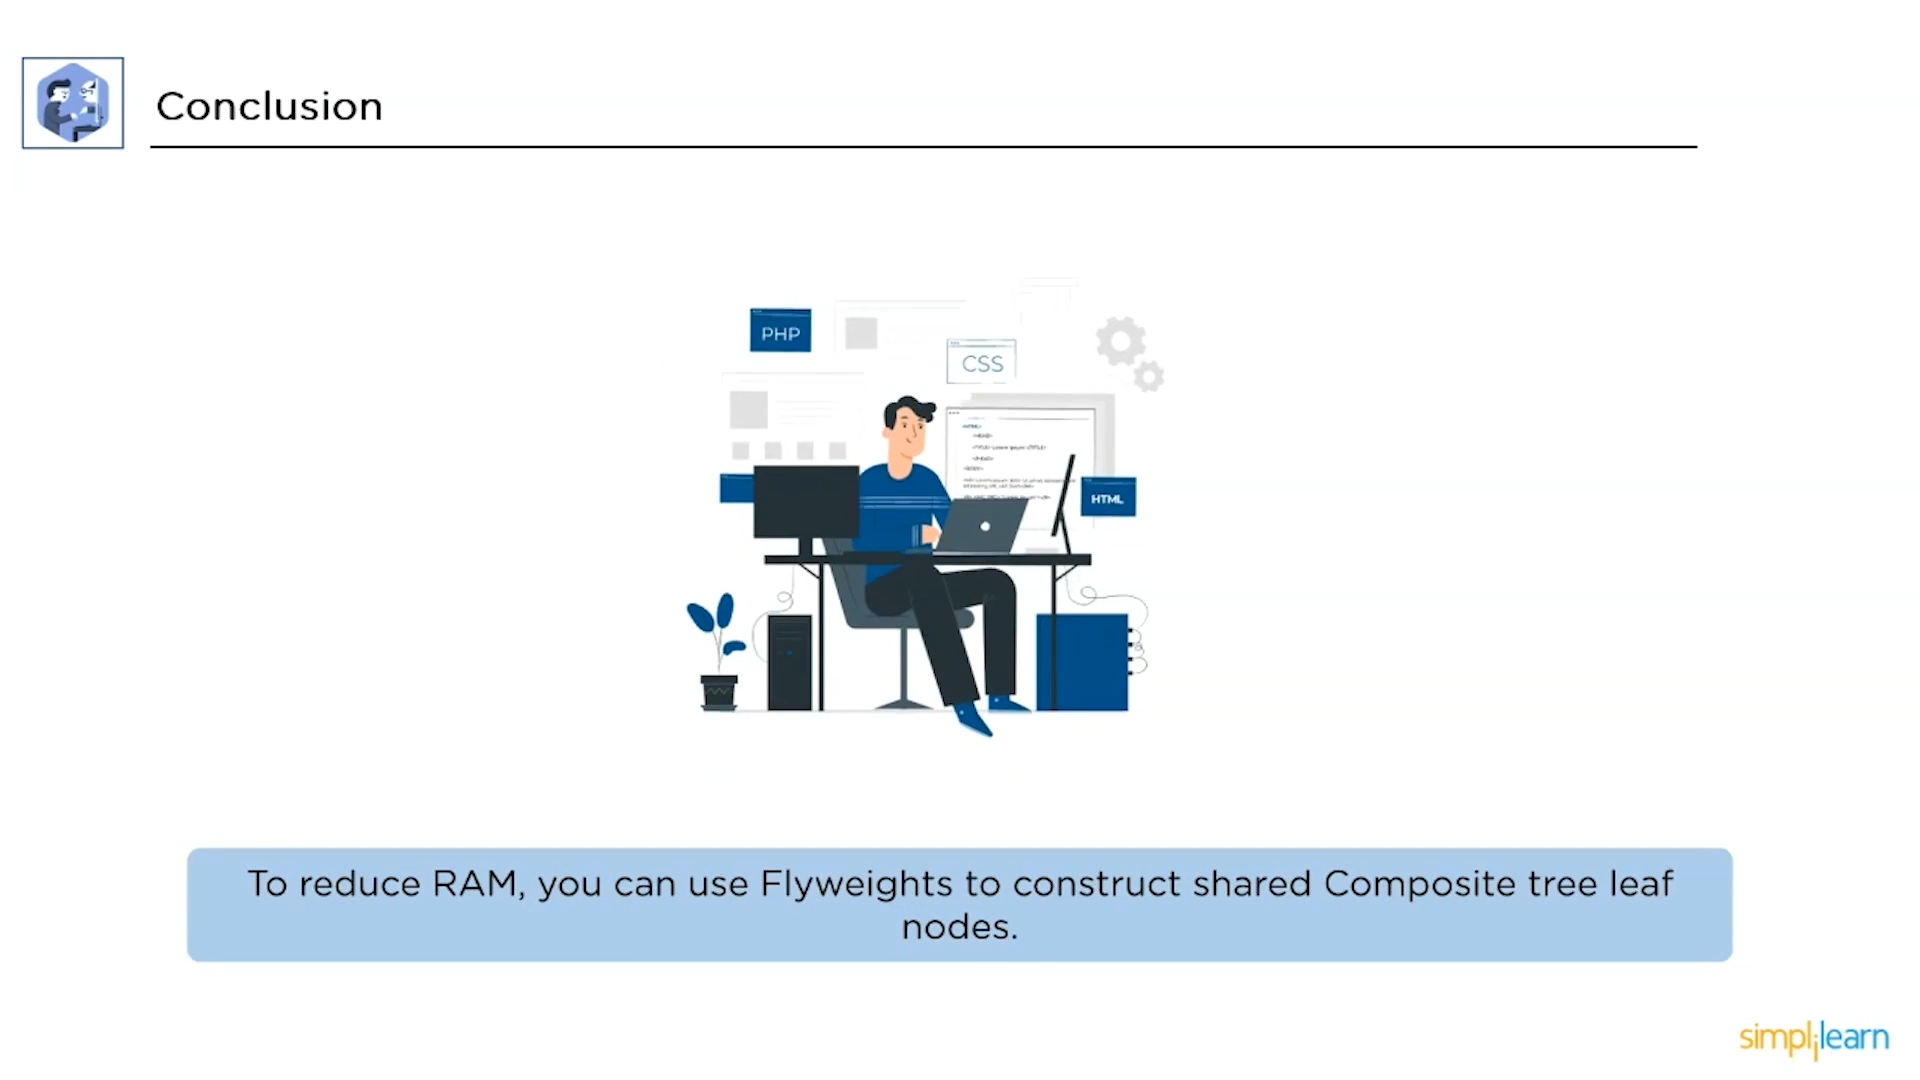 Conclusion
PHP
CSS
HTML
To reduce RAM, you can use Flyweights to construct shared Composite tree leaf
nodes.
simplilearn